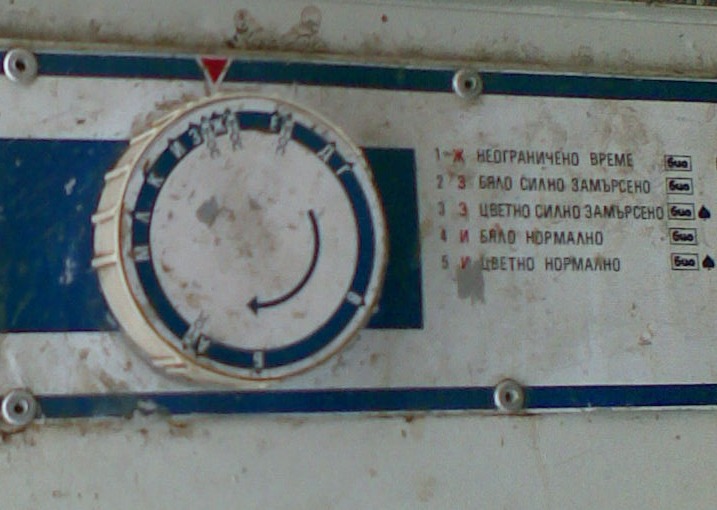 М Л К И З Ж Е Д Г
В
А
1 - Ж НЕОГРАНИЧЕНО ВРЕМЕ био
2 З БЯЛО СИЛНО ЗАМЪРСЕНО био
3 З ЦВЕТНО СИЛНО ЗАМЪРСЕНО био
4 И БЯЛО НОРМАЛНО био
5 И ЦВЕТНО НОРМАЛНО био